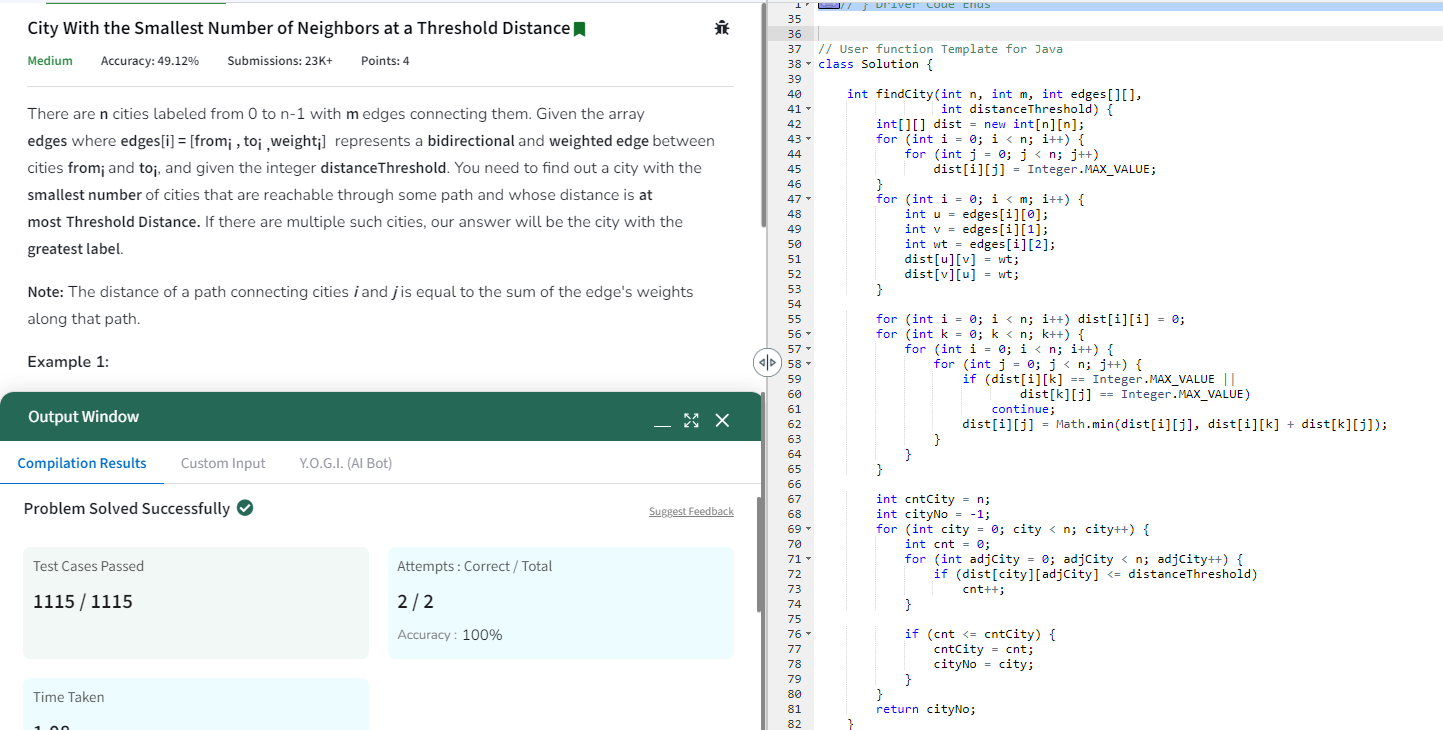 City With the Smallest Number of Neighbors at a Threshold Distance
Medium Accuracy: 49.12% Submissions: 23K+ Points: 4
There are n cities labeled from 0 to n-1 with m edges connecting them. Given the array
edges where edges[i] = [from¡ , to¡ ,weight¡] represents a bidirectional and weighted edge between
cities from¡ and to¡, and given the integer distanceThreshold. You need to find out a city with the
smallest number of cities that are reachable through some path and whose distance is at
most Threshold Distance. If there are multiple such cities, our answer will be the city with the
greatest label.
Note: The distance of a path connecting cities i and j is equal to the sum of the edge's weights
along that path.
Example 1:
Output Window
Compilation Results Custom Input Y.O.G.I. (AI Bot)
Problem Solved Successfully
Suggest Feedback
Test Cases Passed
1115 / 1115
Attempts : Correct / Total
2 / 2
Accuracy : 100%
Time Taken
1.08
1 // } Driver Code Ends
35
36
37 // User function Template for Java
38 class Solution {
39
40     int findCity(int n, int m, int edges[][],
41                  int distanceThreshold) {
42         int[][] dist = new int[n][n];
43         for (int i = 0; i < n; i++) {
44             for (int j = 0; j < n; j++)
45                 dist[i][j] = Integer.MAX_VALUE;
46         }
47         for (int i = 0; i < m; i++) {
48             int u = edges[i][0];
49             int v = edges[i][1];
50             int wt = edges[i][2];
51             dist[u][v] = wt;
52             dist[v][u] = wt;
53         }
54
55         for (int i = 0; i < n; i++) dist[i][i] = 0;
56         for (int k = 0; k < n; k++) {
57             for (int i = 0; i < n; i++) {
58                 for (int j = 0; j < n; j++) {
59                     if (dist[i][k] == Integer.MAX_VALUE ||
60                             dist[k][j] == Integer.MAX_VALUE)
61                         continue;
62                     dist[i][j] = Math.min(dist[i][j], dist[i][k] + dist[k][j]);
63                 }
64             }
65         }
66
67         int cntCity = n;
68         int cityNo = -1;
69         for (int city = 0; city < n; city++) {
70             int cnt = 0;
71             for (int adjCity = 0; adjCity < n; adjCity++) {
72                 if (dist[city][adjCity] <= distanceThreshold)
73                     cnt++;
74             }
75
76             if (cnt <= cntCity) {
77                 cntCity = cnt;
78                 cityNo = city;
79             }
80         }
81         return cityNo;
82     }